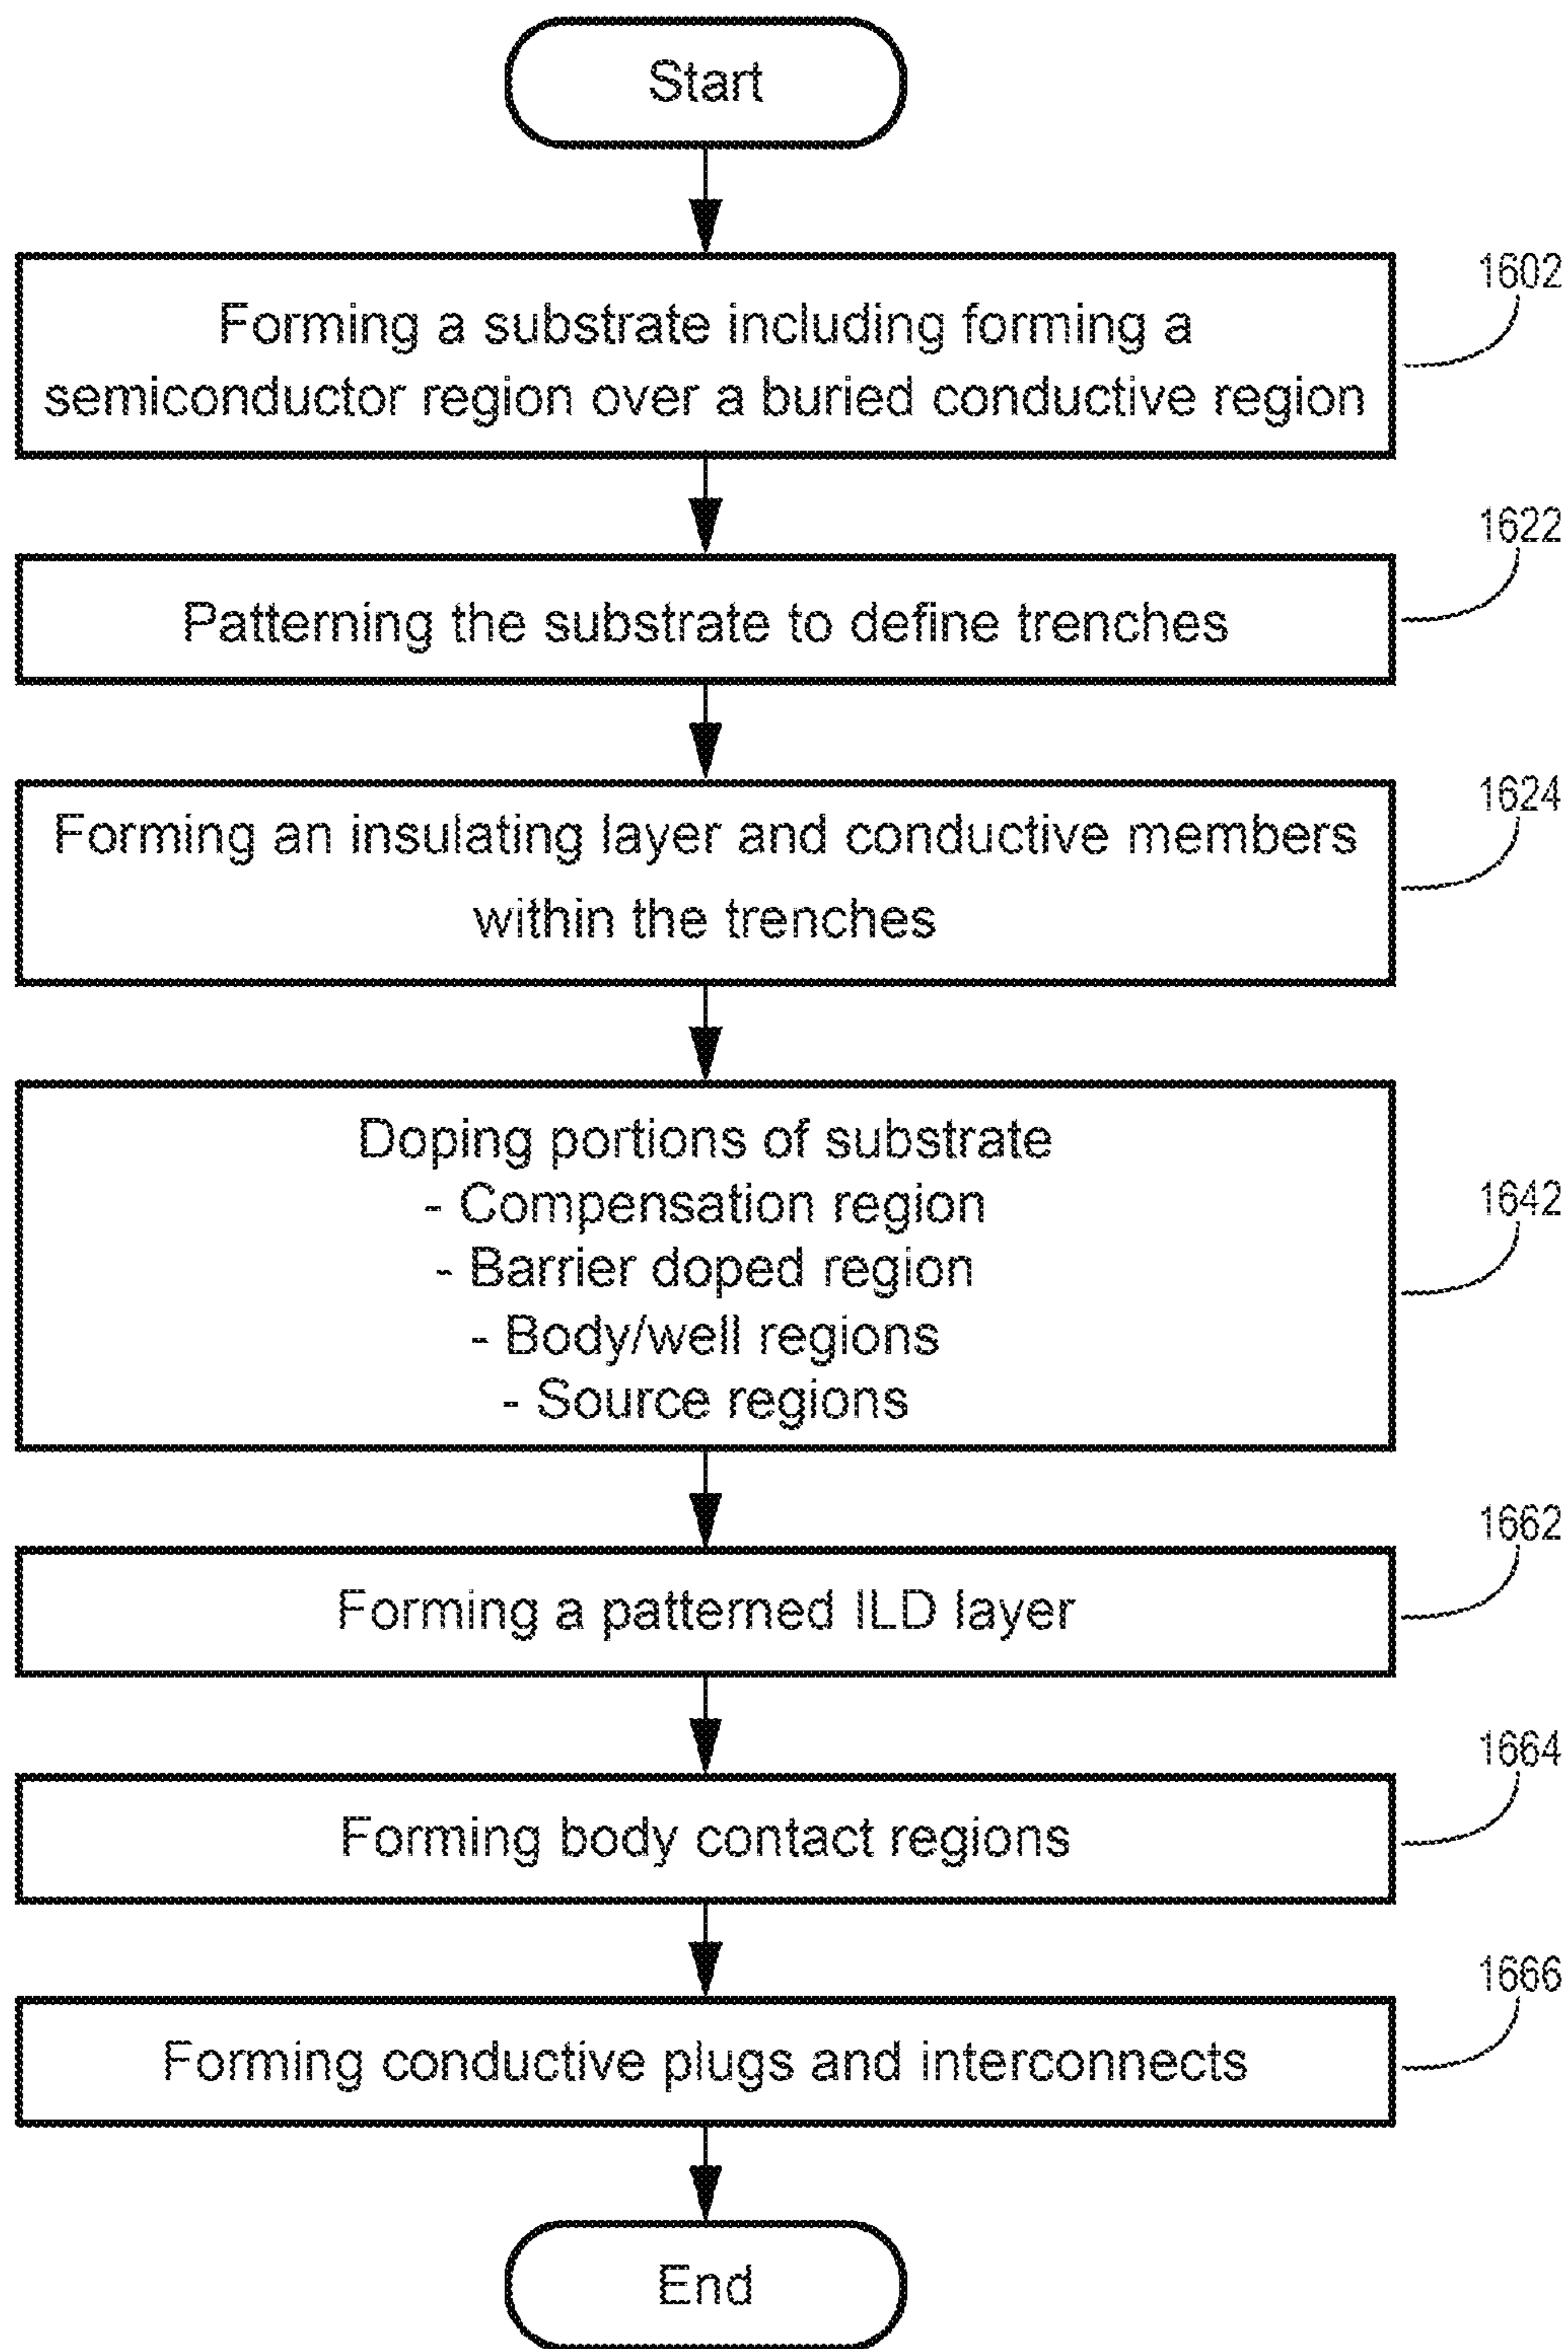 Start
1602
Forming a substrate including forming a
semiconductor region over a buried conductive region
1622
Patterning the substrate to define trenches
1624
Forming an insulating layer and conductive members
within the trenches
Doping portions of substrate
- Compensation region
1642
- Barrier doped region
- Body/well regions
- Source regions
1662
Forming a patterned ILD layer
1664
Forming body contact regions
1666
Forming conductive plugs and interconnects
End